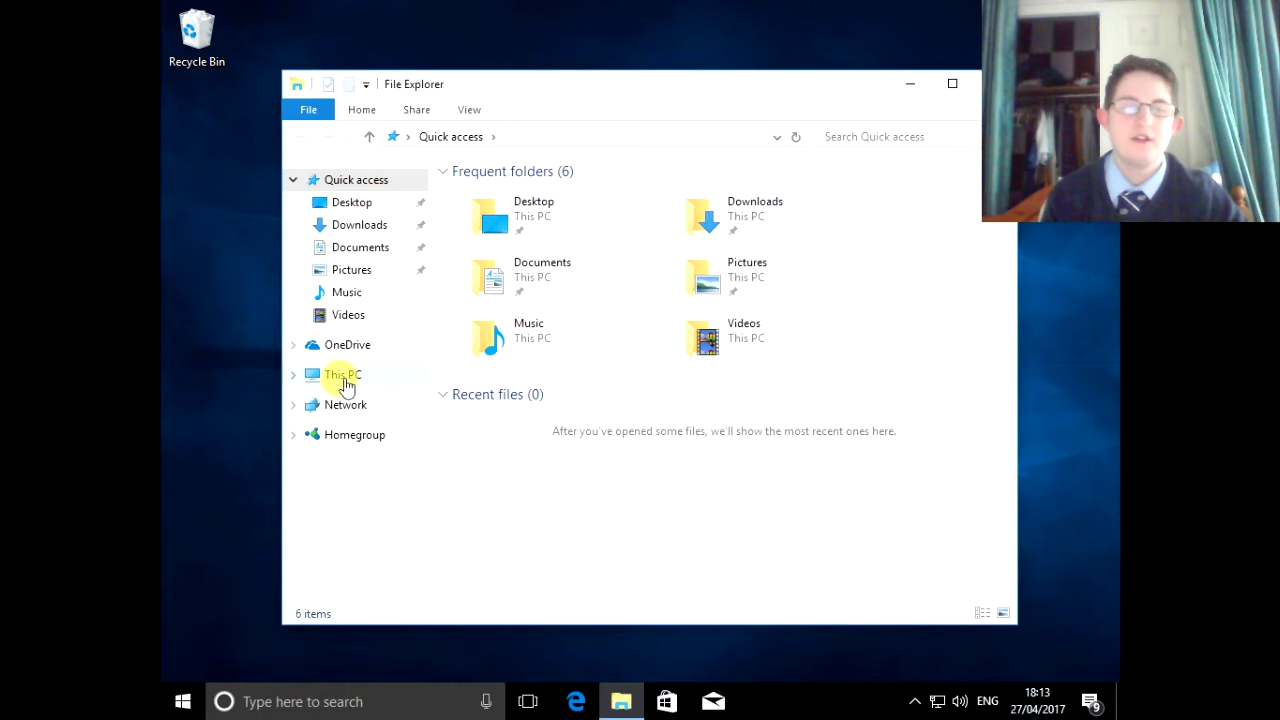 Recycle Bin
File Explorer
File Home Share View
Quick access
Search Quick access
Quick access
Desktop
Downloads
Documents
Pictures
Music
Videos
OneDrive
This PC
Network
Homegroup
Frequent folders (6)
Desktop
This PC
Downloads
This PC
Documents
This PC
Pictures
This PC
Music
This PC
Videos
This PC
Recent files (0)
After you've opened some files, we'll show the most recent ones here.
6 items
Type here to search
ENG
18:13
27/04/2017
9